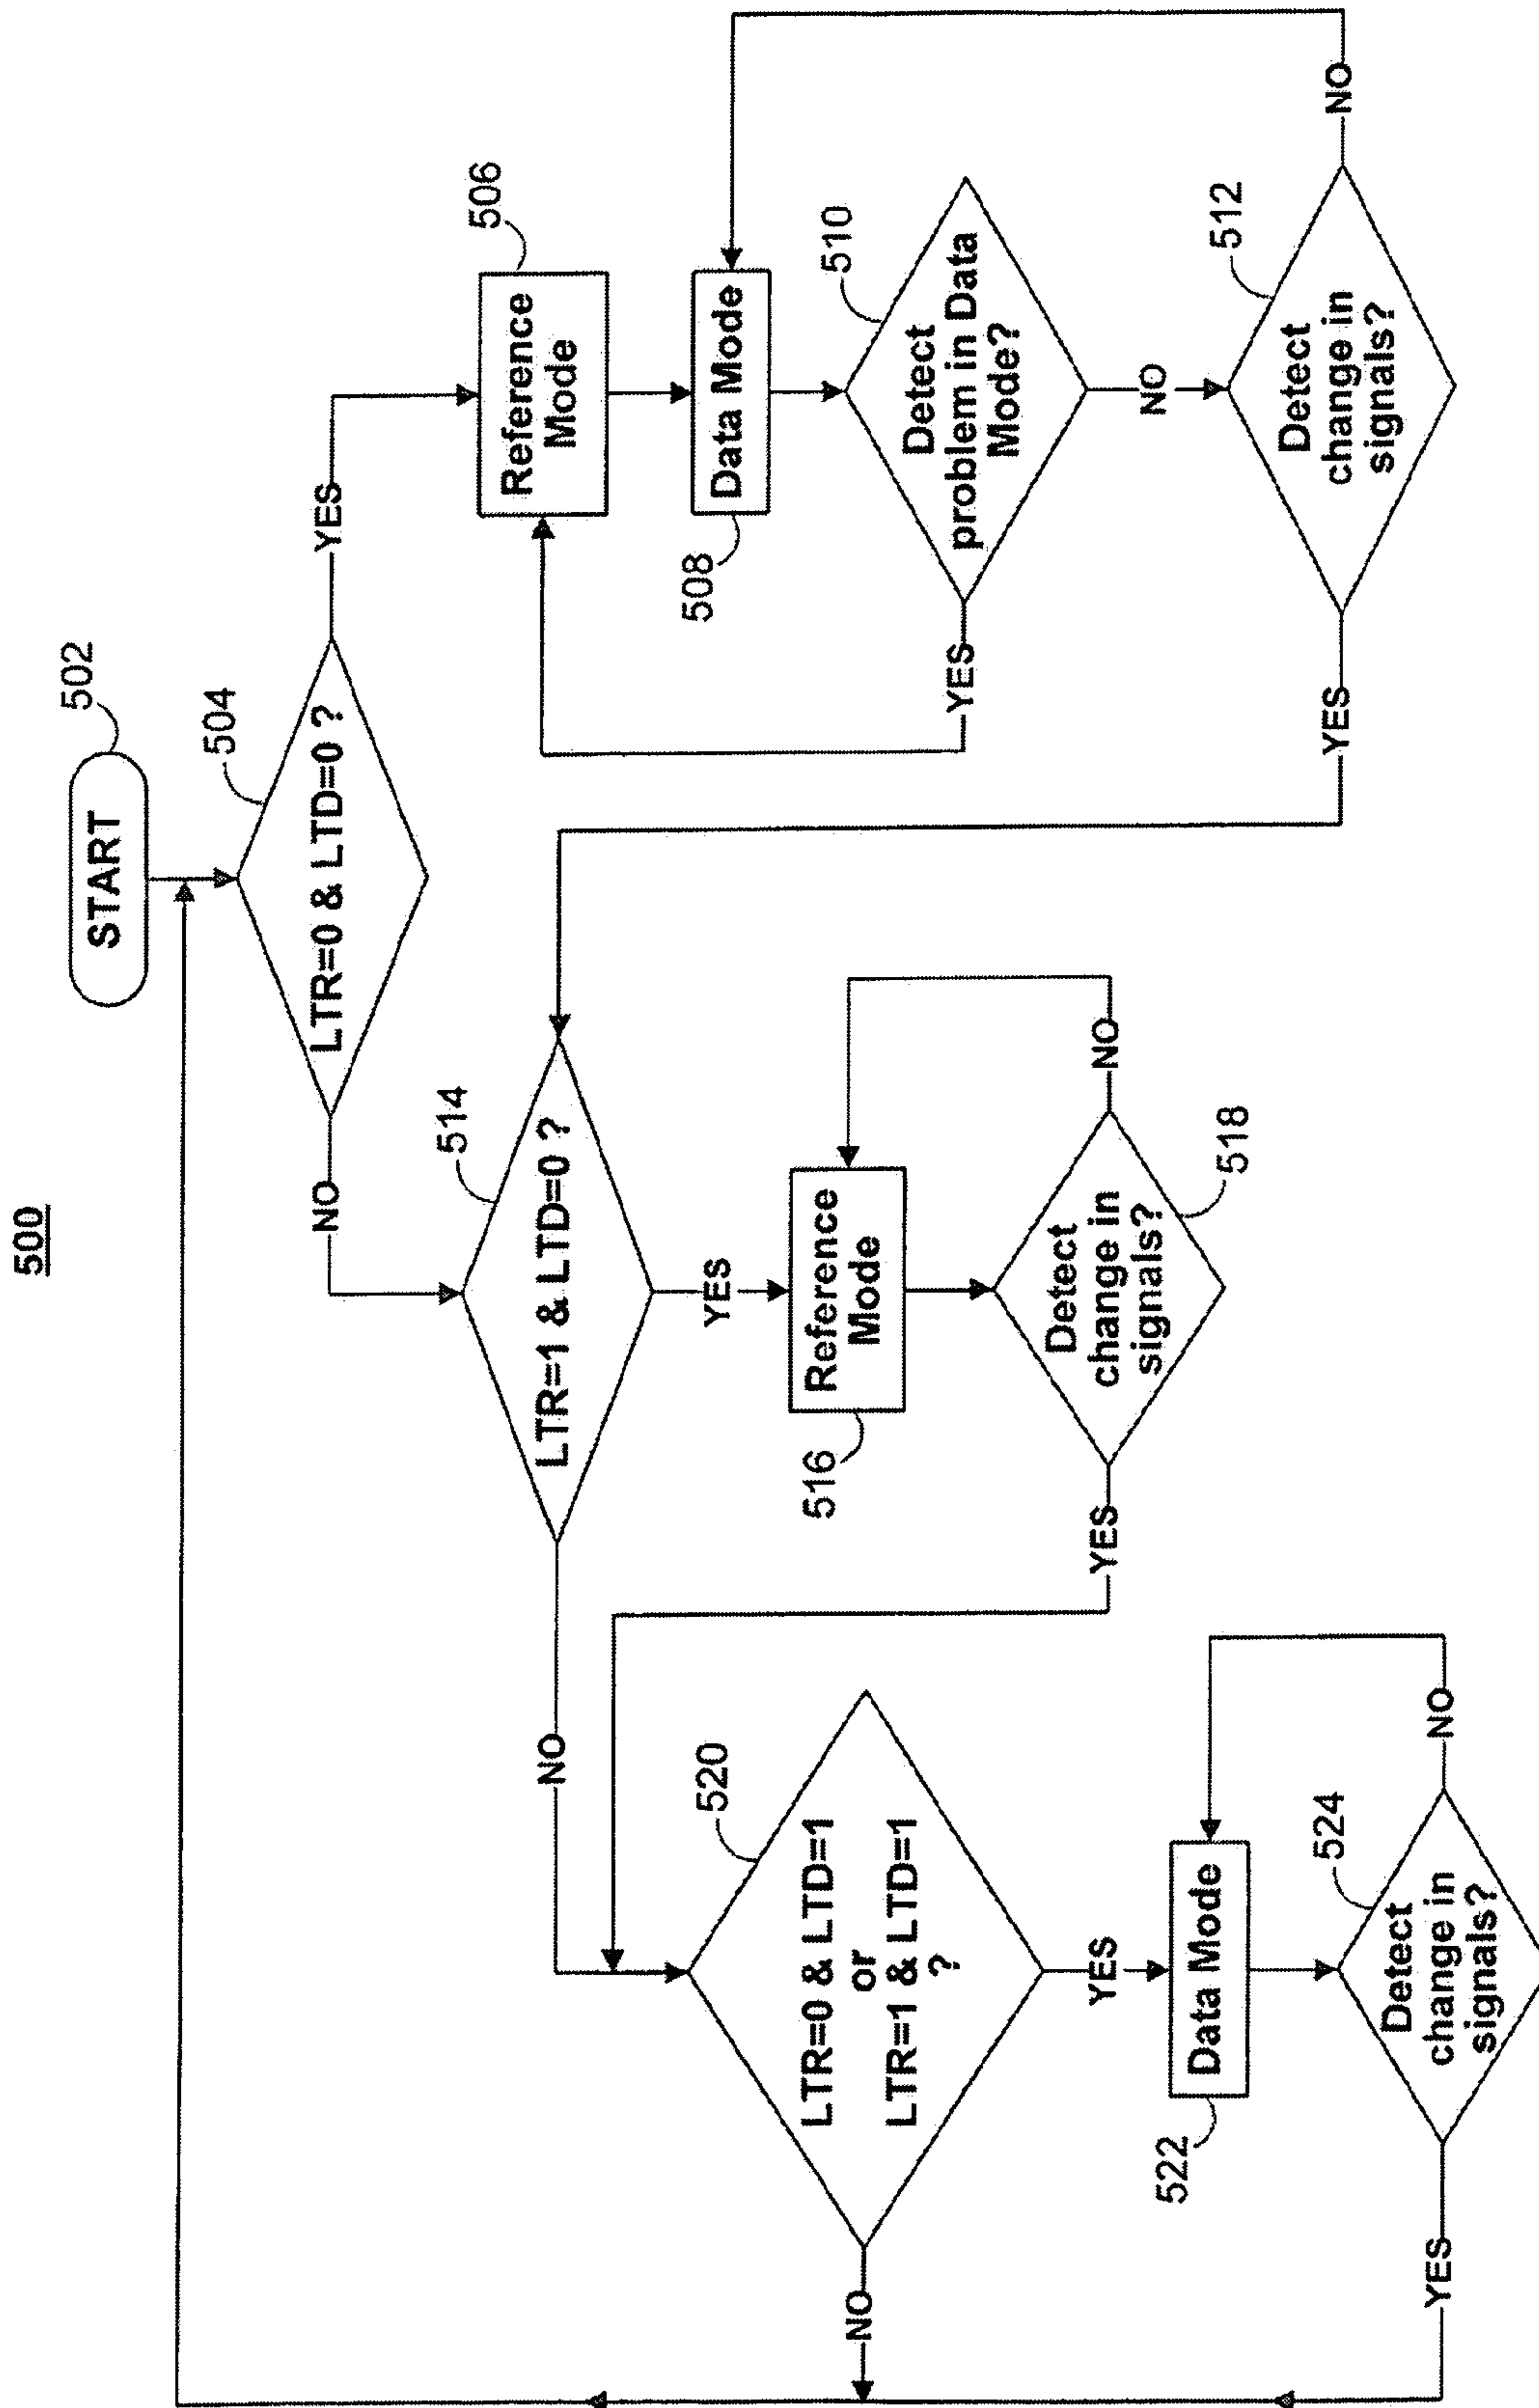 500
START
502
LTR=0 & LTD=0 ?
504
NO
YES
Reference
Mode
506
Data Mode
508
Detect
problem in Data
Mode?
510
YES
NO
Detect
change in
signals?
512
YES
NO
LTR=1 & LTD=0 ?
514
NO
YES
Reference
Mode
516
Detect
change in
signals?
518
YES
NO
LTR=0 & LTD=1
or
LTR=1 & LTD=1
?
520
NO
YES
Data Mode
522
Detect
change in
signals?
524
YES
NO